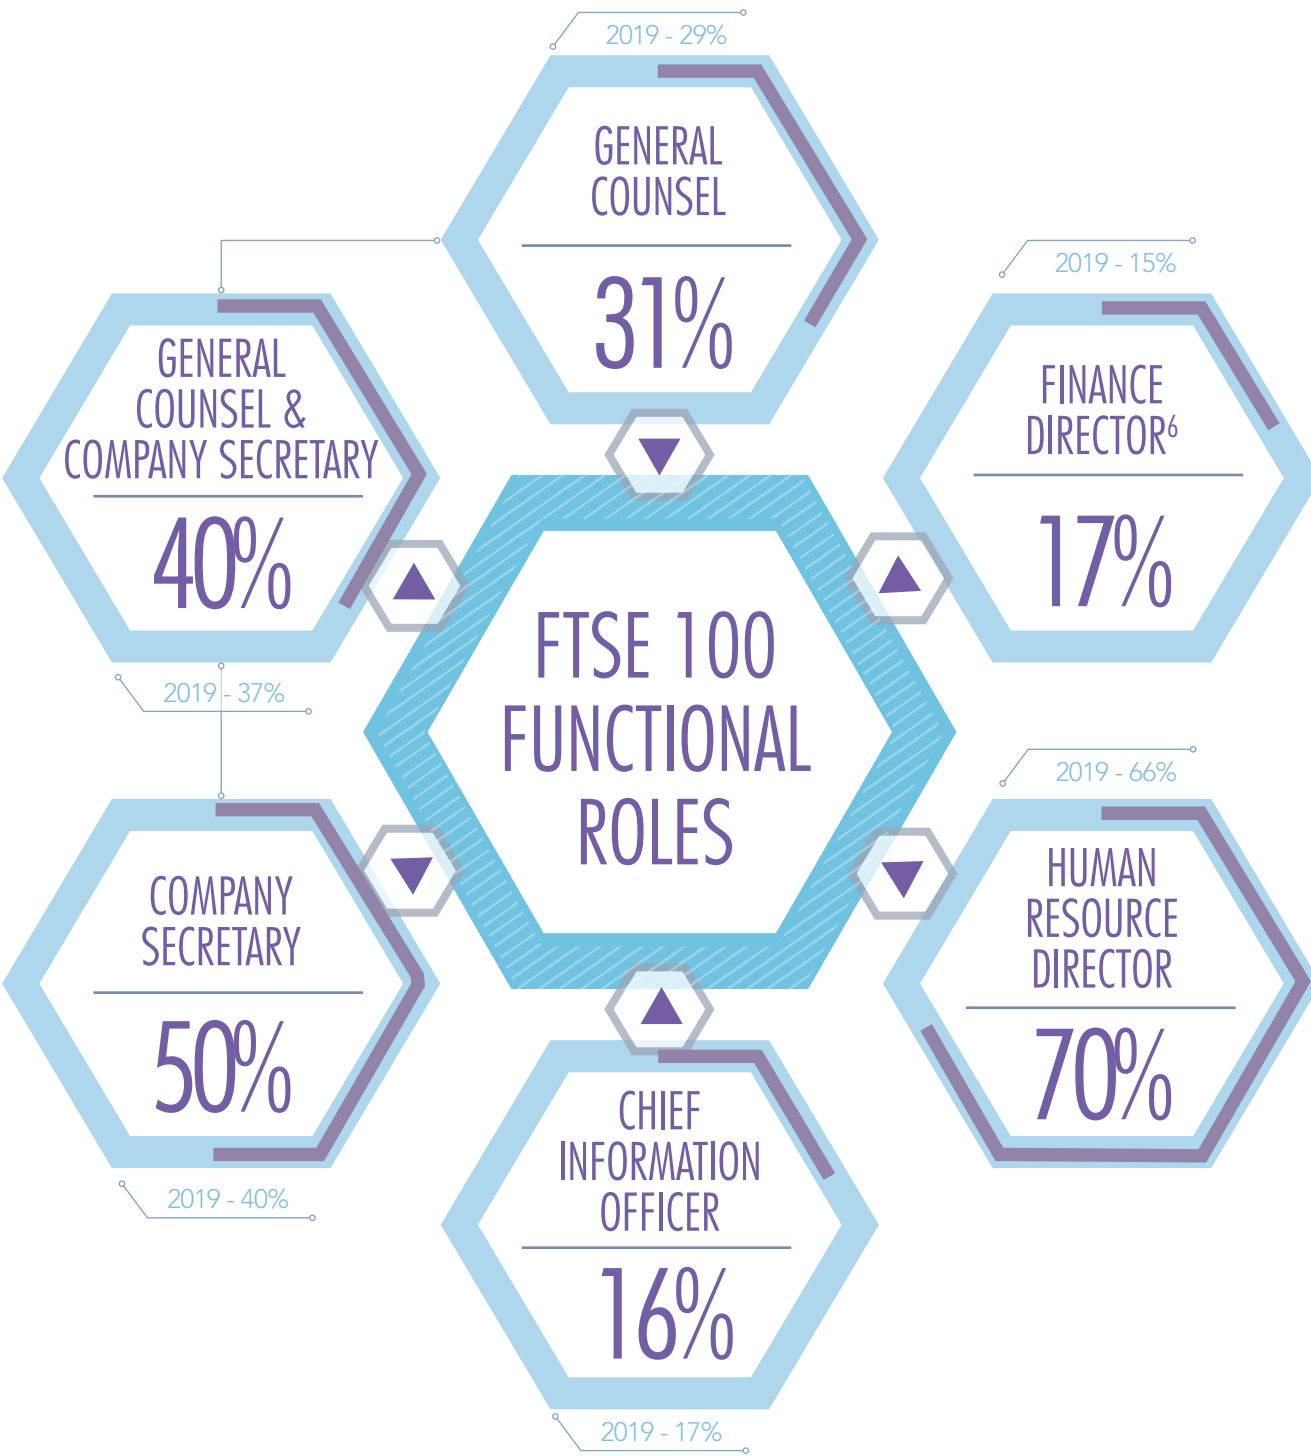 2019 - 29%
GENERAL
COUNSEL
31%
2019 - 15%
FINANCE
DIRECTOR⁶
17%
GENERAL
COUNSEL &
COMPANY SECRETARY
40%
2019 - 37%
FTSE 100
FUNCTIONAL
ROLES
2019 - 66%
HUMAN
RESOURCE
DIRECTOR
70%
COMPANY
SECRETARY
50%
2019 - 40%
CHIEF
INFORMATION
OFFICER
16%
2019 - 17%